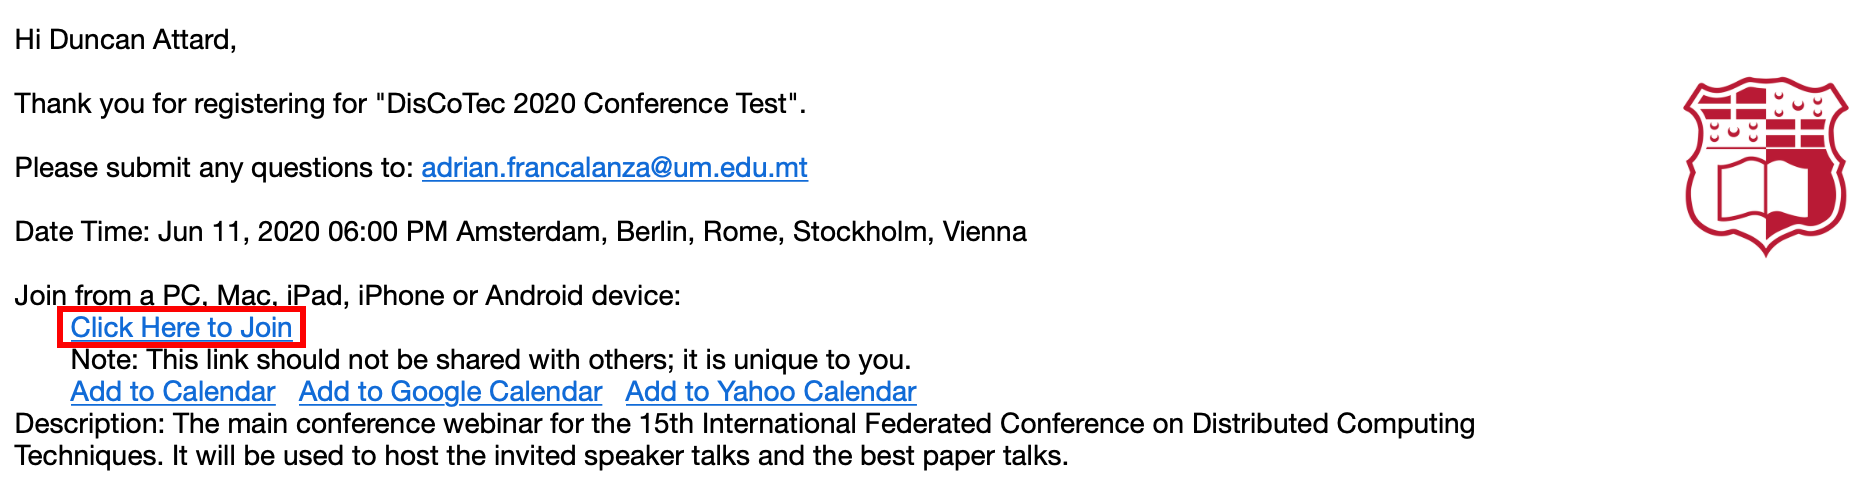 Hi Duncan Attard,
Thank you for registering for "DisCoTec 2020 Conference Test".
Please submit any questions to: adrian.francalanza@um.edu.mt
Date Time: Jun 11, 2020 06:00 PM Amsterdam, Berlin, Rome, Stockholm, Vienna
Join from a PC, Mac, iPad, iPhone or Android device:
Click Here to Join
Note: This link should not be shared with others; it is unique to you.
Add to Calendar Add to Google Calendar Add to Yahoo Calendar
Description: The main conference webinar for the 15th International Federated Conference on Distributed Computing
Techniques. It will be used to host the invited speaker talks and the best paper talks.